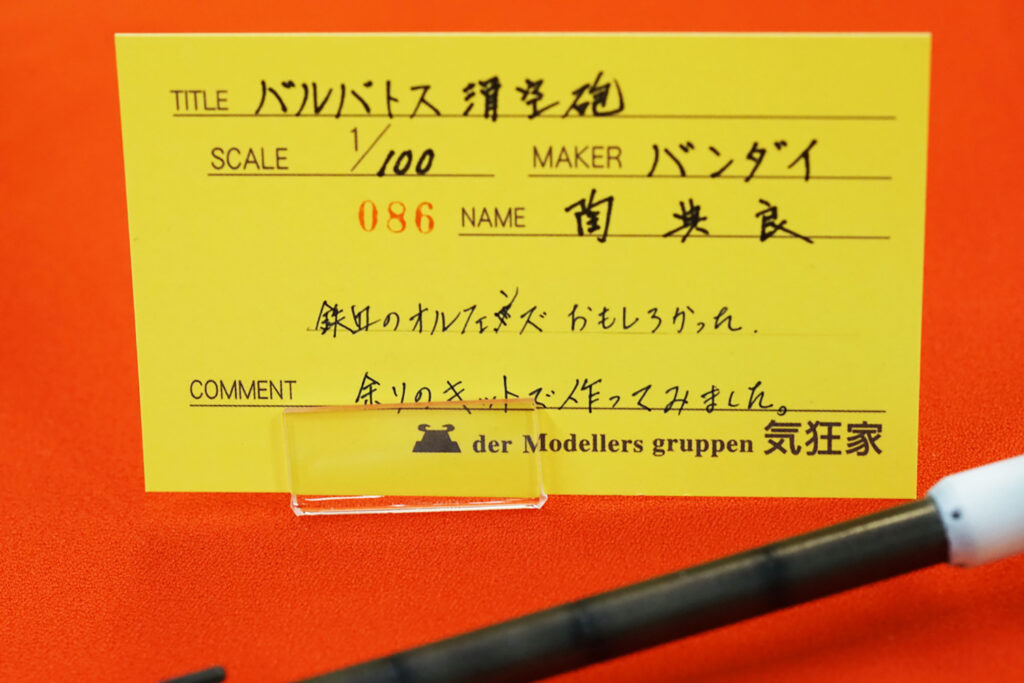 TITLE バルバトス 滑空砲
SCALE 1/100 MAKER バンダイ
086 NAME 陶 典良
鉄血のオルフェンズ おもしろかった.
COMMENT 余りのキットで作ってみました。
der Modellers gruppen 気狂家